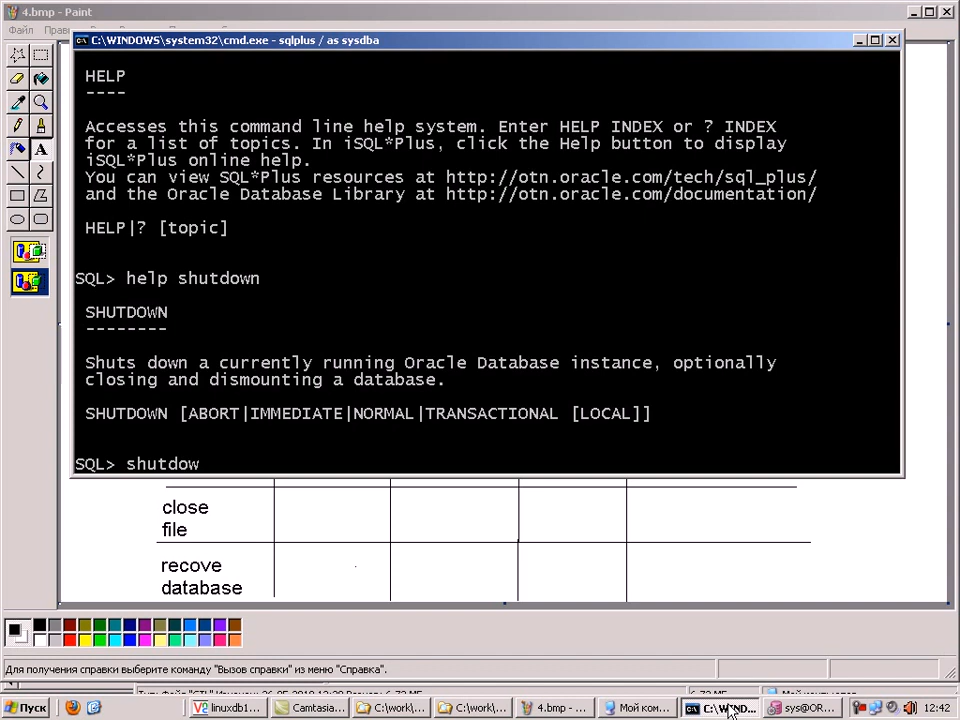 4.bmp - Paint
Файл
C:\WINDOWS\system32\cmd.exe - sqlplus / as sysdba
HELP
----
Accesses this command line help system. Enter HELP INDEX or ? INDEX
for a list of topics. In iSQL*Plus, click the Help button to display
iSQL*Plus online help.
You can view SQL*Plus resources at http://otn.oracle.com/tech/sql_plus/
and the Oracle Database Library at http://otn.oracle.com/documentation/
HELP|? [topic]
SQL> help shutdown
SHUTDOWN
--------
Shuts down a currently running Oracle Database instance, optionally
closing and dismounting a database.
SHUTDOWN [ABORT|IMMEDIATE|NORMAL|TRANSACTIONAL [LOCAL]]
SQL> shutdow
close
file
recove
database
Для получения справки выберите команду "Вызов справки" из меню "Справка".
Пуск
linuxdb1...
Camtasia...
C:\work\...
C:\work\...
4.bmp - ...
Мой ком...
C:\WIND...
sys@OR...
12:42